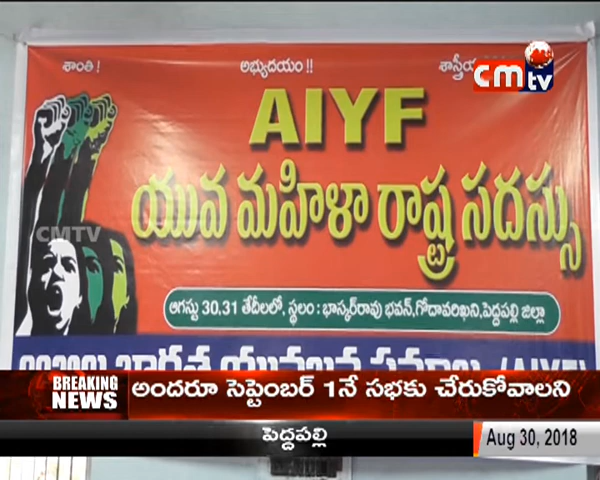 శాంతి! అభ్యుదయం!! శాస్త్రీయ
cmtv
AIYF
యువ మహిళా రాష్ట్ర సదస్సు
CMTV
ఆగస్టు 30.31 తేదీలలో, స్థలం : భాస్కర్‌రావు భవన్,గోదావరిఖని,పెద్దపల్లి జిల్లా
BREAKING NEWS
అందరూ సెప్టెంబర్ 1నే సభకు చేరుకోవాలని
పెద్దపల్లి
Aug 30, 2018